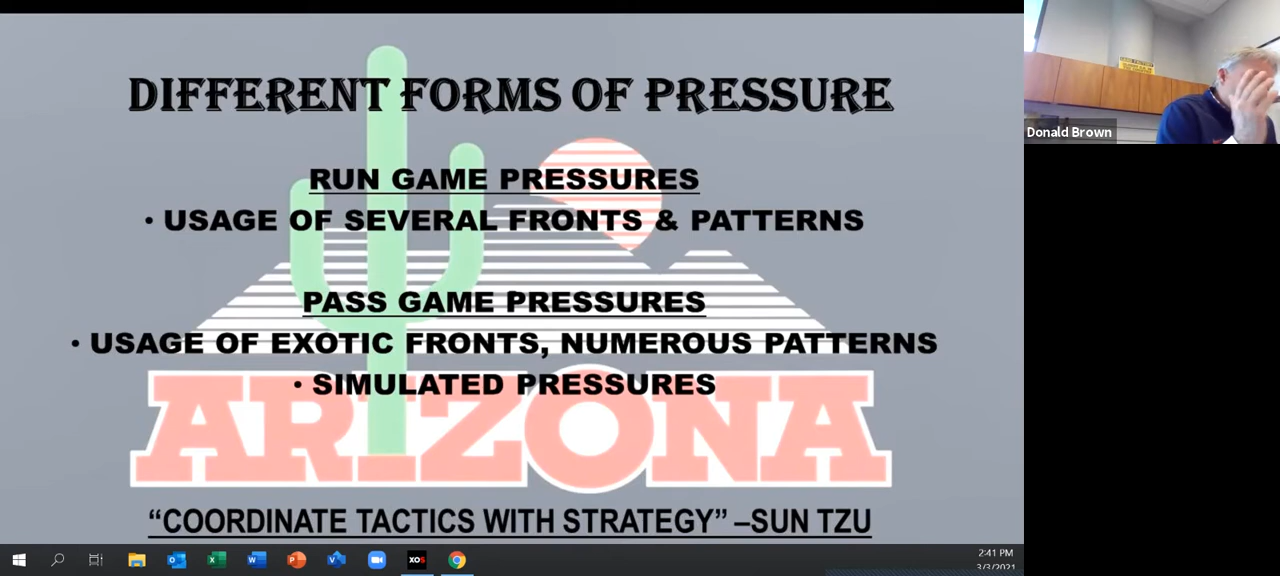 DIFFERENT FORMS OF PRESSURE
RUN GAME PRESSURES
• USAGE OF SEVERAL FRONTS & PATTERNS
PASS GAME PRESSURES
• USAGE OF EXOTIC FRONTS, NUMEROUS PATTERNS
• SIMULATED PRESSURES
ARIZONA
“COORDINATE TACTICS WITH STRATEGY” –SUN TZU
Donald Brown
XOS
2:41 PM
3/3/2021